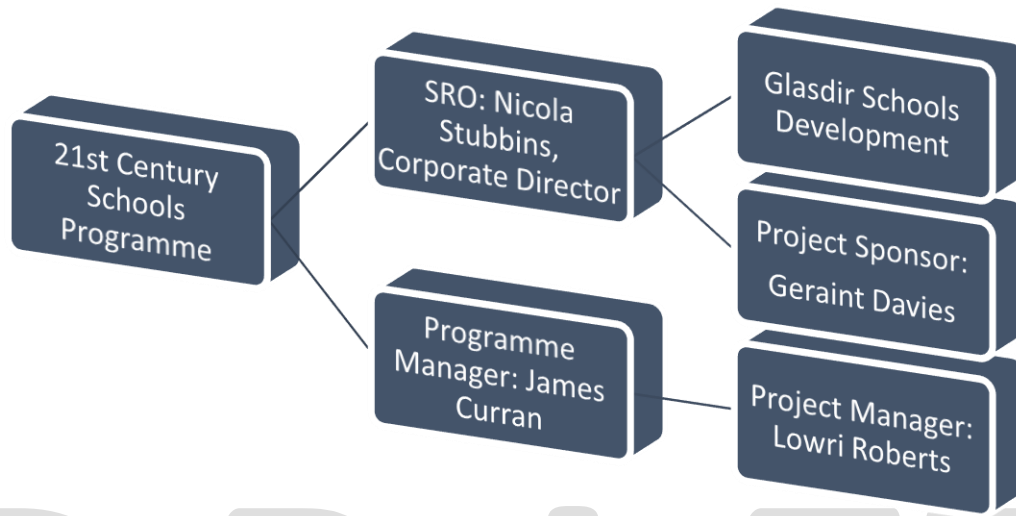 21st Century
Schools
Programme
SRO: Nicola
Stubbins,
Corporate Director
Programme
Manager: James
Curran
Glasdir Schools
Development
Project Sponsor:
Geraint Davies
Project Manager:
Lowri Roberts